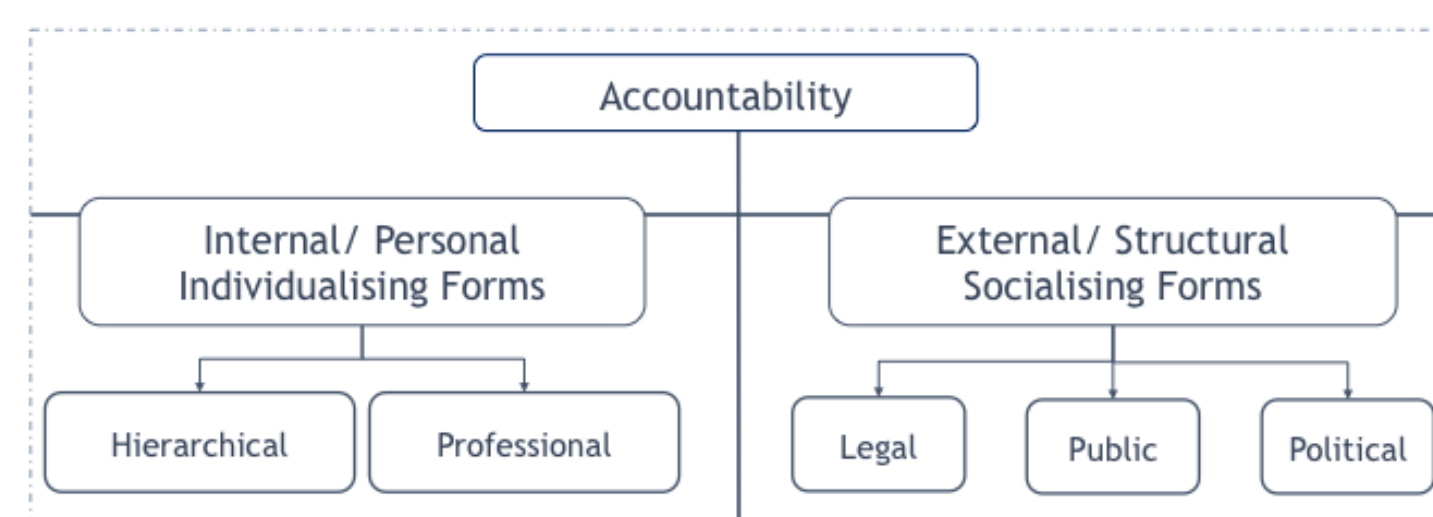 Accountability
Internal/ Personal
Individualising Forms
External/ Structural
Socialising Forms
Hierarchical
Professional
Legal
Public
Political